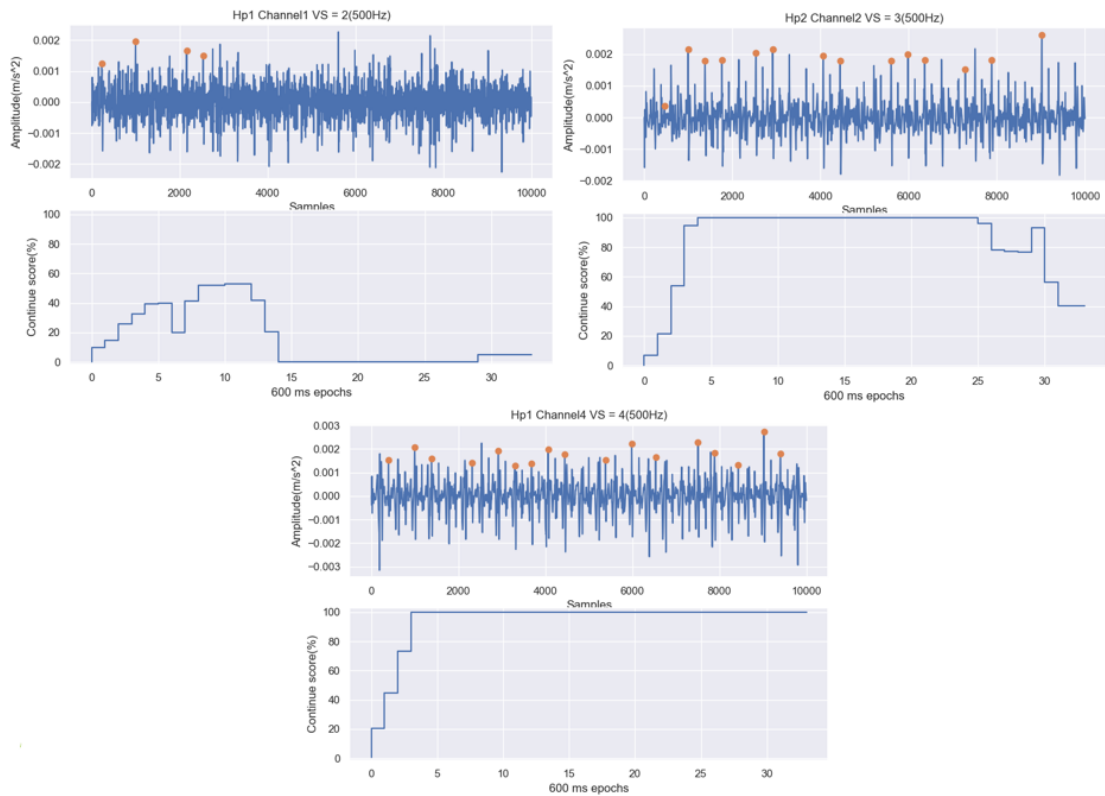 Hp1 Channel1 VS = 2(500Hz)
Amplitude(m/s^2)
0.002
0.001
0.000
−0.001
−0.002
0 2000 4000 6000 8000 10000
Samples
Continue score(%)
100
80
60
40
20
0
0 5 10 15 20 25 30
600 ms epochs
Hp2 Channel2 VS = 3(500Hz)
Amplitude(m/s^2)
0.002
0.001
0.000
−0.001
−0.002
0 2000 4000 6000 8000 10000
Samples
Continue score(%)
100
80
60
40
20
0
0 5 10 15 20 25 30
600 ms epochs
Hp1 Channel4 VS = 4(500Hz)
Amplitude(m/s^2)
0.003
0.002
0.001
0.000
−0.001
−0.002
−0.003
0 2000 4000 6000 8000 10000
Samples
Continue score(%)
100
80
60
40
20
0
0 5 10 15 20 25 30
600 ms epochs